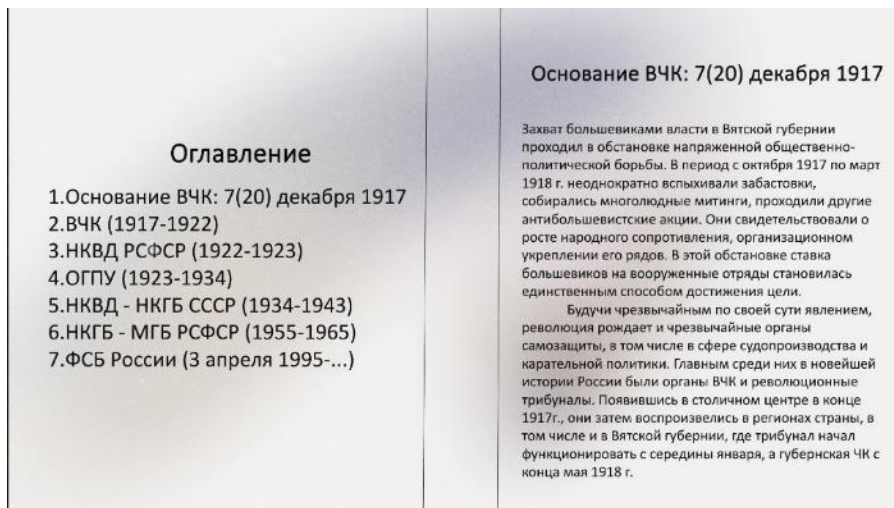 Оглавление
1.Основание ВЧК: 7(20) декабря 1917
2.ВЧК (1917-1922)
3.НКВД РСФСР (1922-1923)
4.ОГПУ (1923-1934)
5.НКВД - НКГБ СССР (1934-1943)
6.НКГБ - МГБ РСФСР (1955-1965)
7.ФСБ России (3 апреля 1995-...)
Основание ВЧК: 7(20) декабря 1917
Захват большевиками власти в Вятской губернии
проходил в обстановке напряженной общественно-
политической борьбы. В период с октября 1917 по март
1918 г. неоднократно вспыхивали забастовки,
собирались многолюдные митинги, проходили другие
антибольшевистские акции. Они свидетельствовали о
росте народного сопротивления, организационном
укреплении его рядов. В этой обстановке ставка
большевиков на вооруженные отряды становилась
единственным способом достижения цели.
Будучи чрезвычайным по своей сути явлением,
революция рождает и чрезвычайные органы
самозащиты, в том числе в сфере судопроизводства и
карательной политики. Главным среди них в новейшей
истории России были органы ВЧК и революционные
трибуналы. Появившись в столичном центре в конце
1917г., они затем воспроизвелись в регионах страны, в
том числе и в Вятской губернии, где трибунал начал
функционировать с середины января, а губернская ЧК с
конца мая 1918 г.